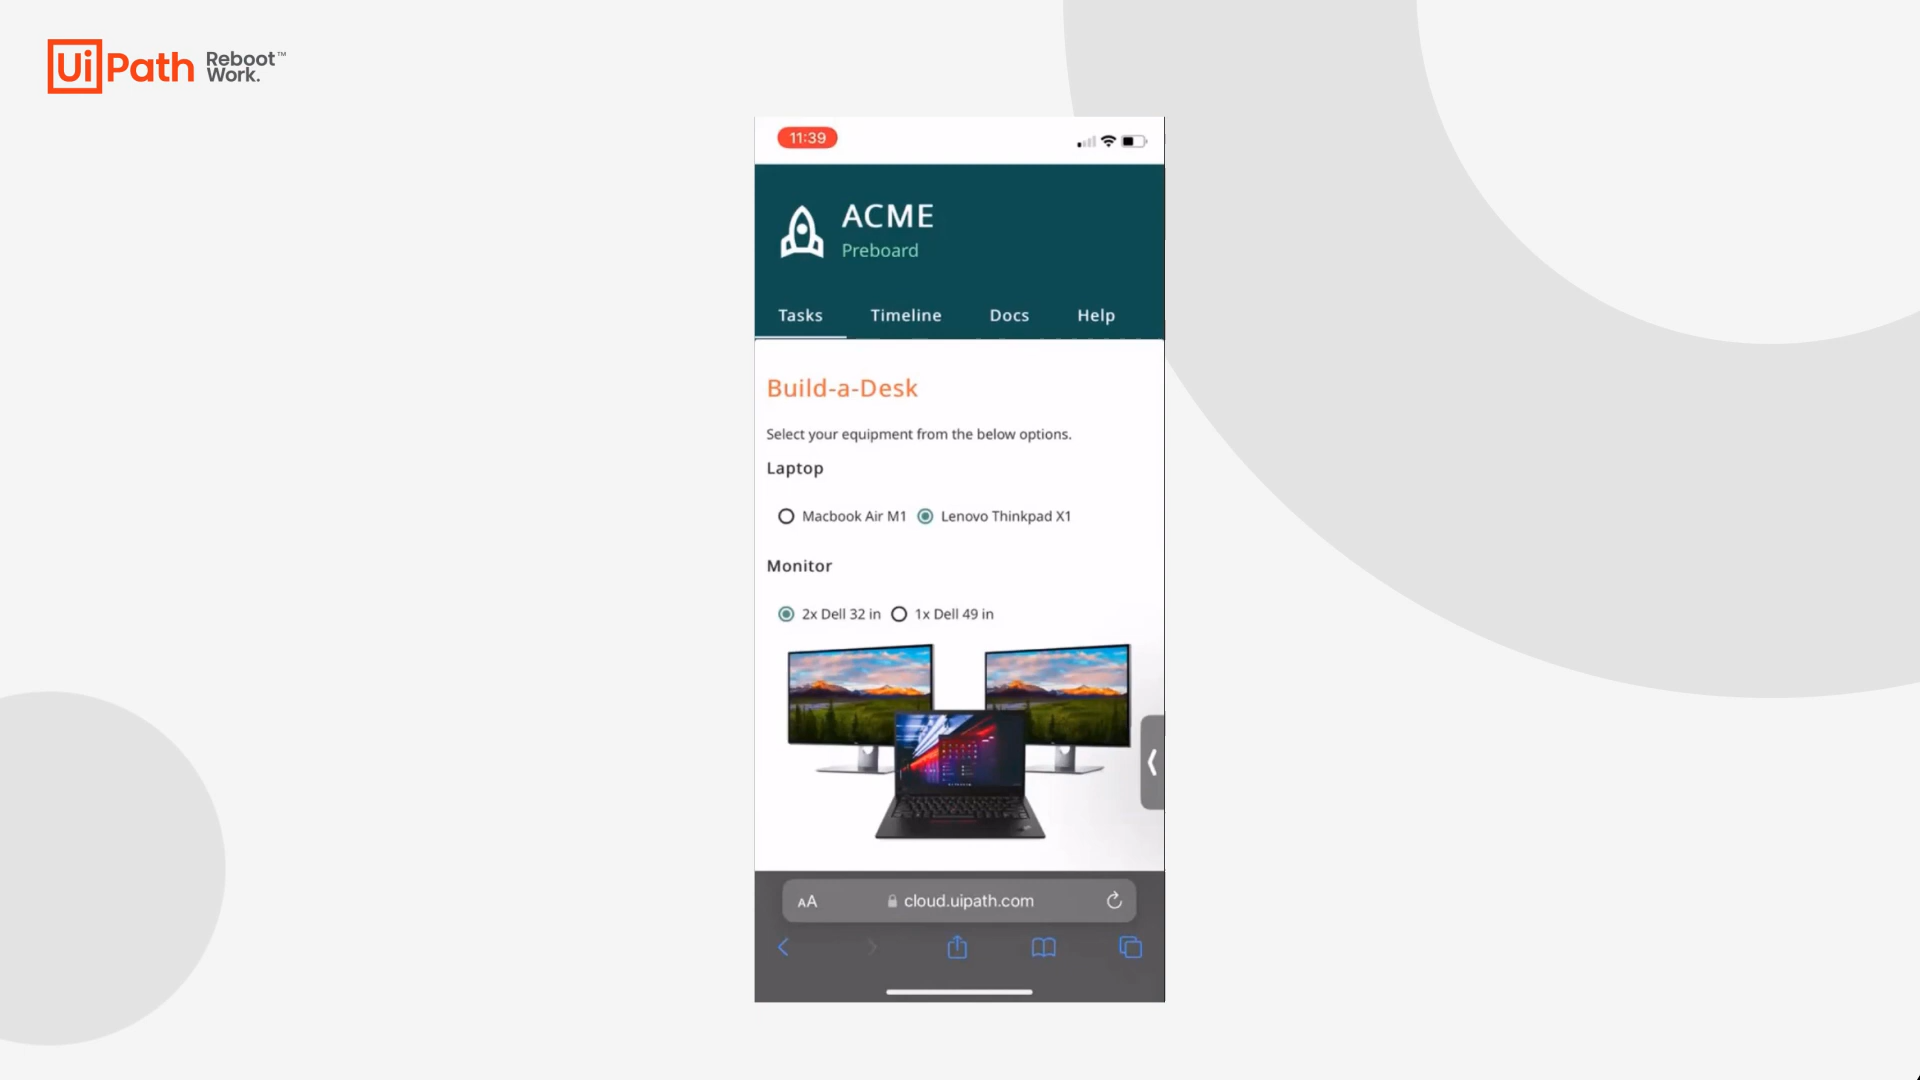 UiPath Reboot™
Work.
11:39
ACME
Preboard
Tasks Timeline Docs Help
Build-a-Desk
Select your equipment from the below options.
Laptop
Macbook Air M1 Lenovo Thinkpad X1
Monitor
2x Dell 32 in 1x Dell 49 in
AA cloud.uipath.com